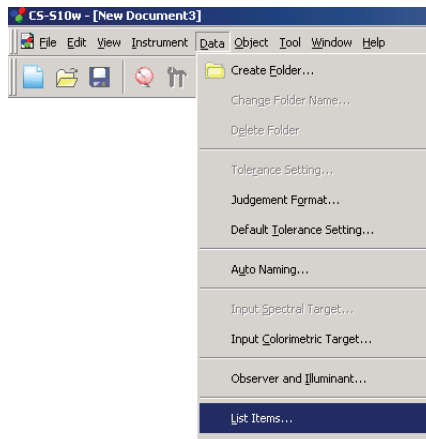 CS-S10w - [New Document3]
File Edit View Instrument Data Object Tool Window Help
Create Folder...
Change Folder Name...
Delete Folder
Tolerance Setting...
Judgement Format...
Default Tolerance Setting...
Auto Naming...
Input Spectral Target...
Input Colorimetric Target...
Observer and Illuminant...
List Items...